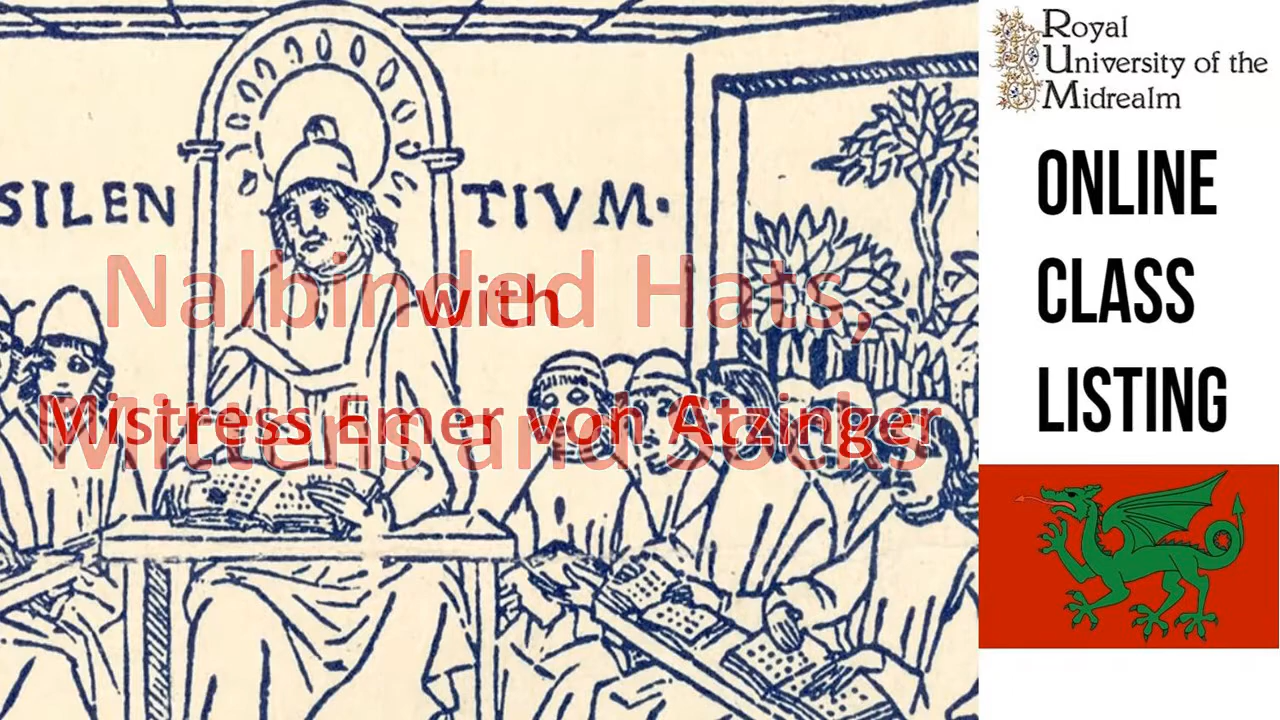 SILEN TIVM.
Nalbinded Hats,
with
Mistress Emer von Atzinger
Mittens and Socks
Royal
University of the
Midrealm
ONLINE
CLASS
LISTING